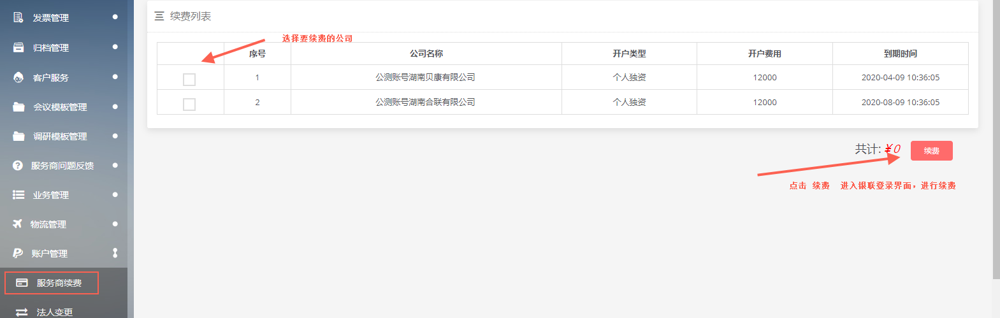 发票管理
归档管理
客户服务
会议模板管理
调研模板管理
服务商问题反馈
业务管理
物流管理
账户管理
服务商续费
法人变更
续费列表
选择要续费的公司
序号 公司名称 开户类型 开户费用 到期时间
1 公测账号湖南贝康有限公司 个人独资 12000 2020-04-09 10:36:05
2 公测账号湖南合联有限公司 个人独资 12000 2020-08-09 10:36:05
共计: ¥0 续费
点击 续费 进入银联登录界面，进行续费